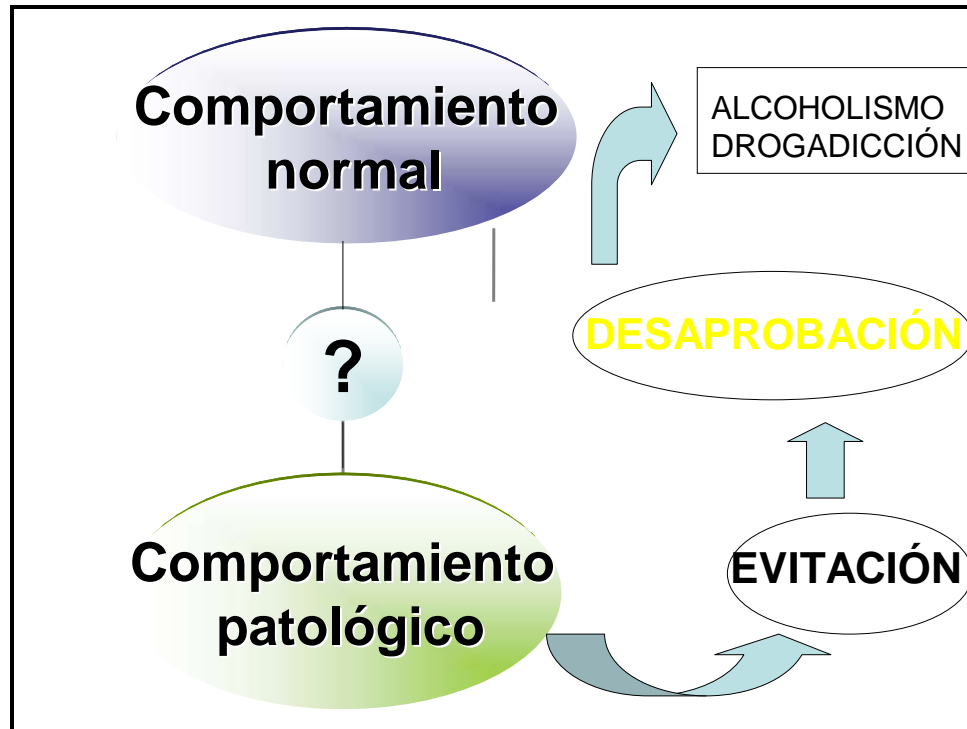 Comportamiento
normal
?
Comportamiento
patológico
EVITACIÓN
DESAPROBACIÓN
ALCOHOLISMO
DROGADICCIÓN